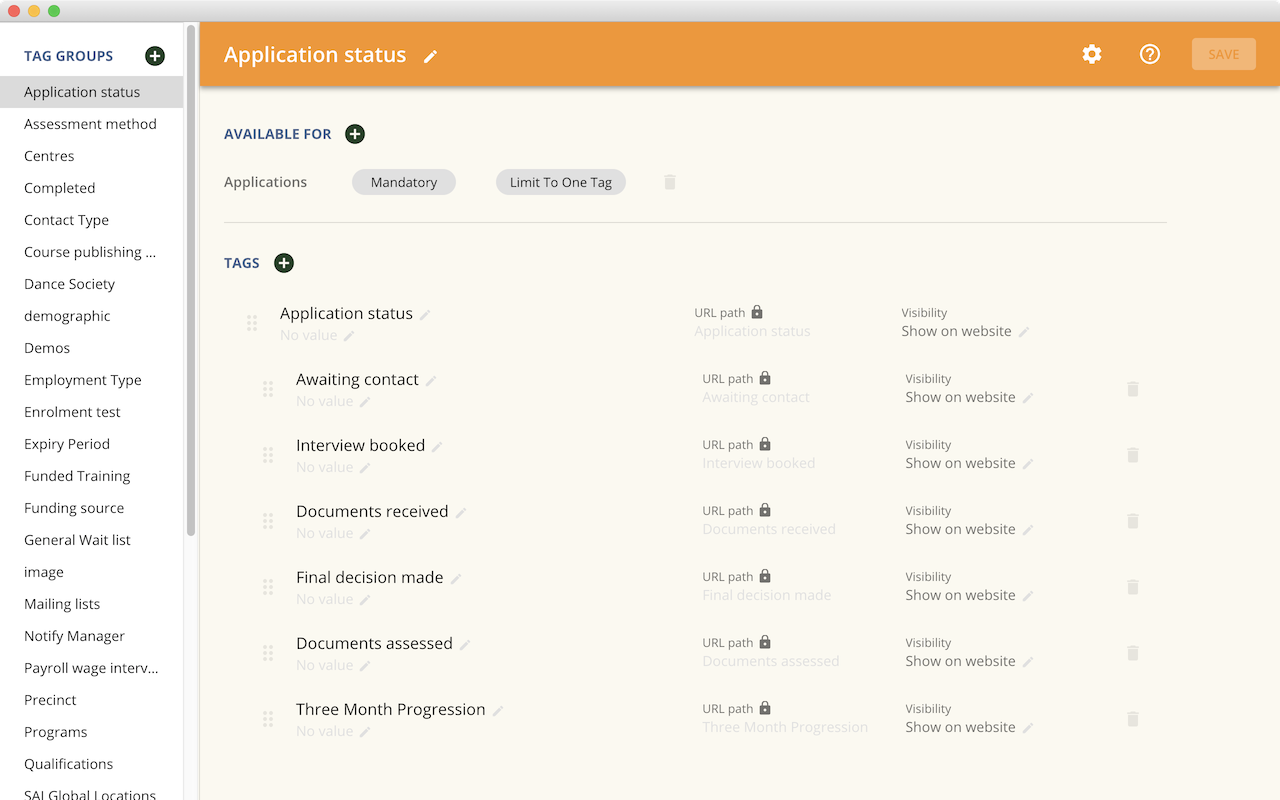 TAG GROUPS
Application status
Assessment method
Centres
Completed
Contact Type
Course publishing ...
Dance Society
demographic
Demos
Employment Type
Enrolment test
Expiry Period
Funded Training
Funding source
General Wait list
image
Mailing lists
Notify Manager
Payroll wage interv...
Precinct
Programs
Qualifications
SAI Global Locations
Application status
SAVE
AVAILABLE FOR
Applications Mandatory Limit To One Tag
TAGS
Application status URL path Visibility
No value Application status Show on website
Awaiting contact URL path Visibility
No value Awaiting contact Show on website
Interview booked URL path Visibility
No value Interview booked Show on website
Documents received URL path Visibility
No value Documents received Show on website
Final decision made URL path Visibility
No value Final decision made Show on website
Documents assessed URL path Visibility
No value Documents assessed Show on website
Three Month Progression URL path Visibility
No value Three Month Progression Show on website